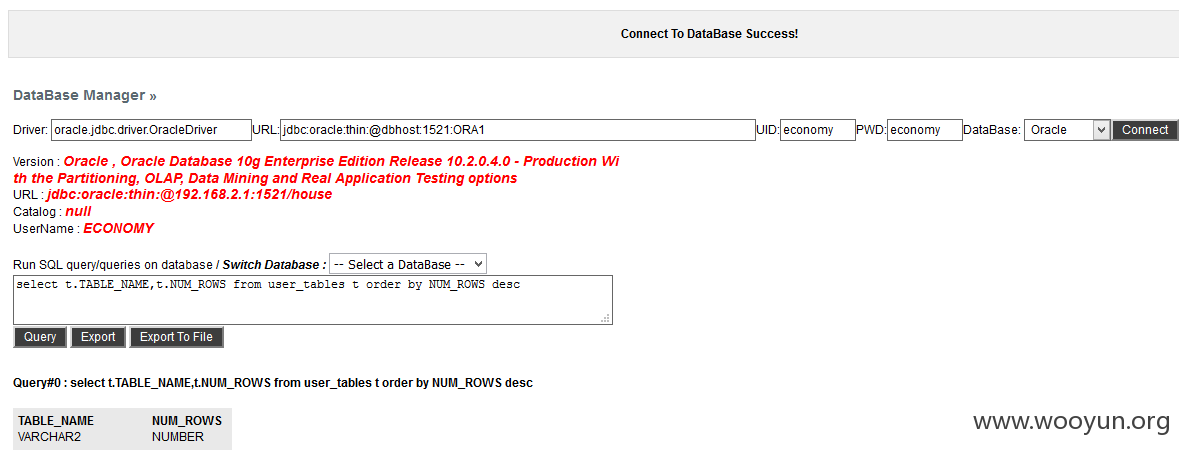 Connect To DataBase Success!
DataBase Manager »
Driver: oracle.jdbc.driver.OracleDriver URL: jdbc:oracle:thin:@dbhost:1521:ORA1 UID: economy PWD: economy DataBase: Oracle Connect
Version : Oracle , Oracle Database 10g Enterprise Edition Release 10.2.0.4.0 - Production Wi
th the Partitioning, OLAP, Data Mining and Real Application Testing options
URL : jdbc:oracle:thin:@192.168.2.1:1521/house
Catalog : null
UserName : ECONOMY
Run SQL query/queries on database / Switch Database : -- Select a DataBase --
select t.TABLE_NAME,t.NUM_ROWS from user_tables t order by NUM_ROWS desc
Query Export Export To File
Query#0 : select t.TABLE_NAME,t.NUM_ROWS from user_tables t order by NUM_ROWS desc
TABLE_NAME NUM_ROWS
VARCHAR2 NUMBER
www.wooyun.org